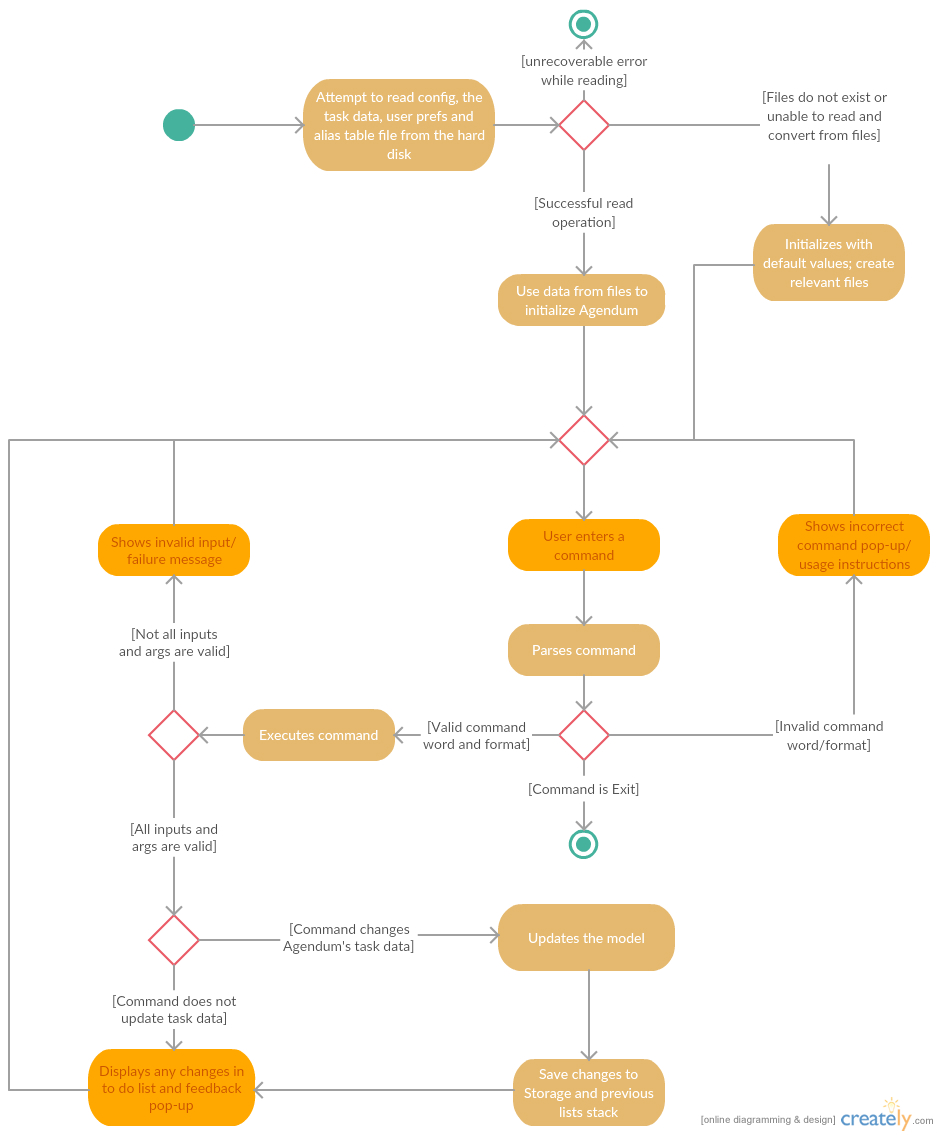 [unrecoverable error
while reading]
Attempt to read config, the
task data, user prefs and
alias table file from the hard
disk
[Files do not exist or
unable to read and
convert from files]
[Successful read
operation]
Initializes with
default values; create
relevant files
Use data from files to
initialize Agendum
Shows invalid input/
failure message
User enters a
command
Shows incorrect
command pop-up/
usage instructions
[Not all inputs
and args are valid]
Parses command
Executes command
[Valid command
word and format]
[Invalid command
word/format]
[Command is Exit]
[All inputs and
args are valid]
[Command changes
Agendum's task data]
Updates the model
[Command does not
update task data]
Displays any changes in
to do list and feedback
pop-up
Save changes to
Storage and previous
lists stack
[online diagramming & design] creately.com